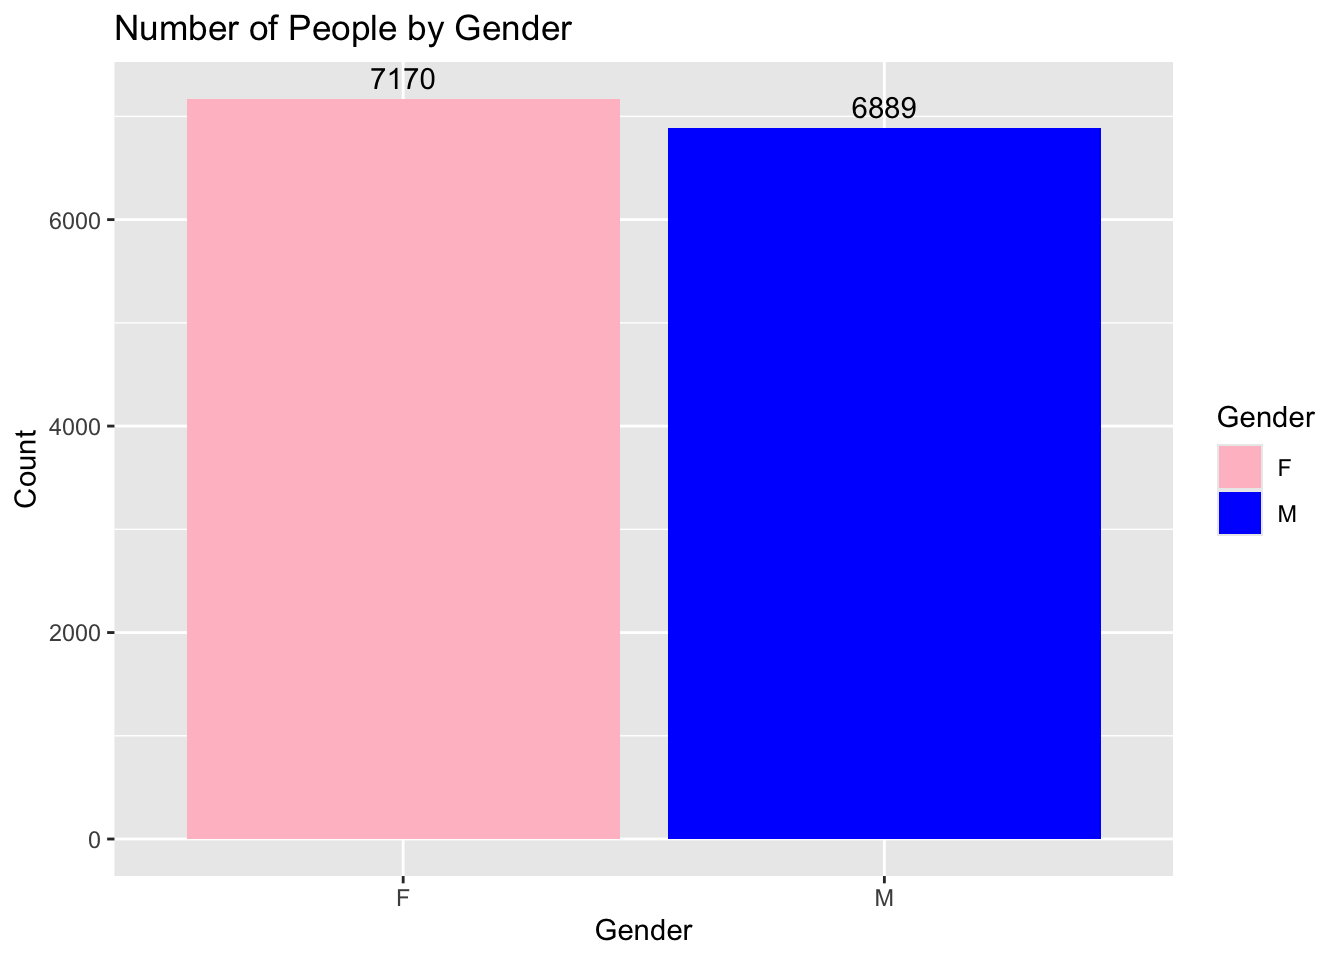 Number of People by Gender
7170
6889
6000
4000
2000
0
Count
F
M
Gender
Gender
F
M